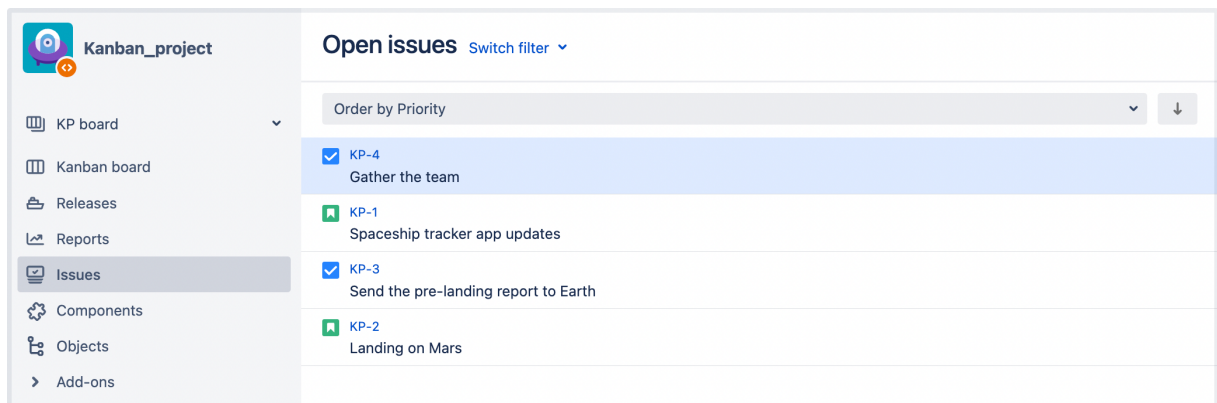 Kanban_project
KP board
Kanban board
Releases
Reports
Issues
Components
Objects
Add-ons
Open issues Switch filter
Order by Priority
KP-4
Gather the team
KP-1
Spaceship tracker app updates
KP-3
Send the pre-landing report to Earth
KP-2
Landing on Mars